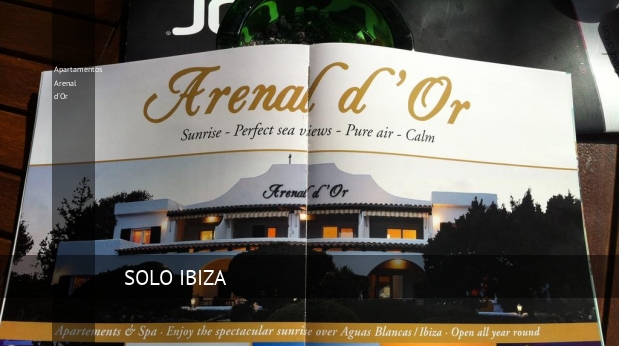 Apartamentos
Arenal
d'Or
Arenal d'Or
Sunrise - Perfect sea views - Pure air - Calm
Arenal d'Or
SOLO IBIZA
Apartements & Spa · Enjoy the spectacular sunrise over Aguas Blancas / Ibiza · Open all year round